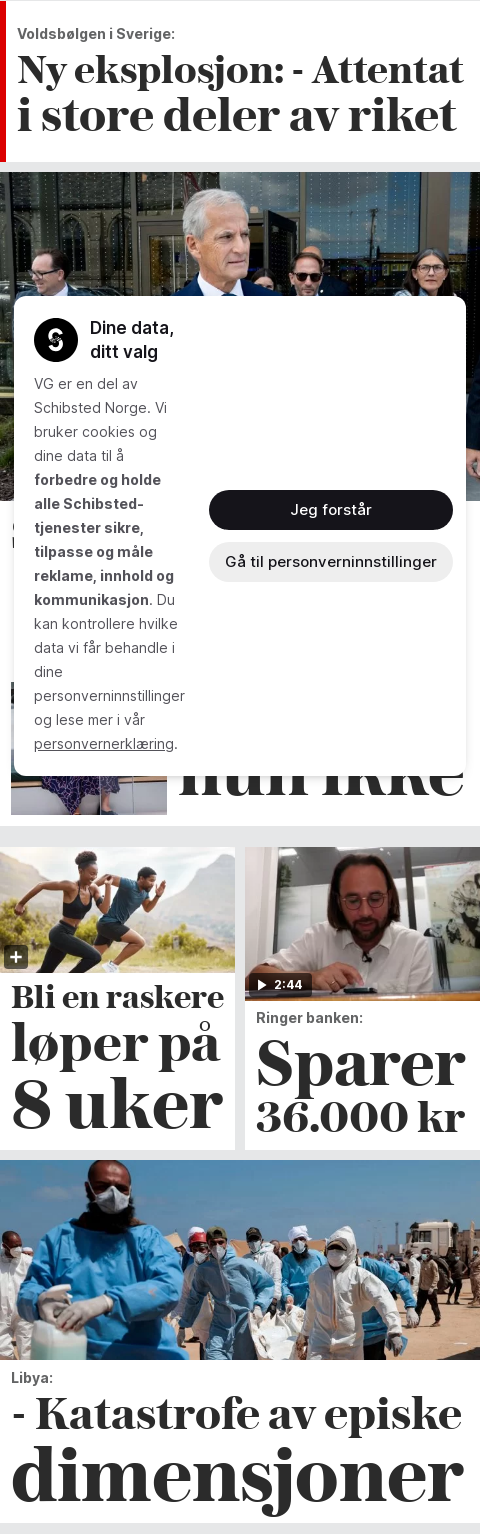 Voldsbølgen i Sverige:
Ny eksplosjon: - Attentat
i store deler av riket
Dine data,
ditt valg
VG er en del av
Schibsted Norge. Vi
bruker cookies og
dine data til å
forbedre og holde
alle Schibsted-
tjenester sikre,
tilpasse og måle
reklame, innhold og
kommunikasjon. Du
kan kontrollere hvilke
data vi får behandle i
dine
personverninnstillinger
og lese mer i vår
personvernerklæring.
Jeg forstår
Gå til personverninnstillinger
hun ikke
Bli en raskere
løper på
8 uker
2:44
Ringer banken:
Sparer
36.000 kr
Libya:
- Katastrofe av episke
dimensjoner